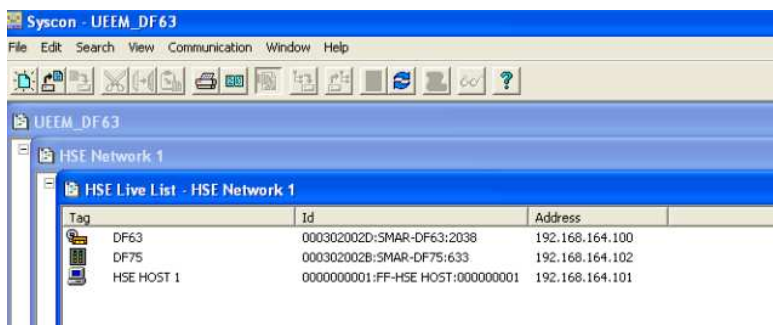 Syscon - UEEM_DF63
File Edit Search View Communication Window Help
UEEM_DF63
HSE Network 1
HSE Live List - HSE Network 1
Tag Id Address
DF63 000302002D:SMAR-DF63:2038 192.168.164.100
DF75 000302002B:SMAR-DF75:633 192.168.164.102
HSE HOST 1 0000000001:FF-HSE HOST:000000001 192.168.164.101